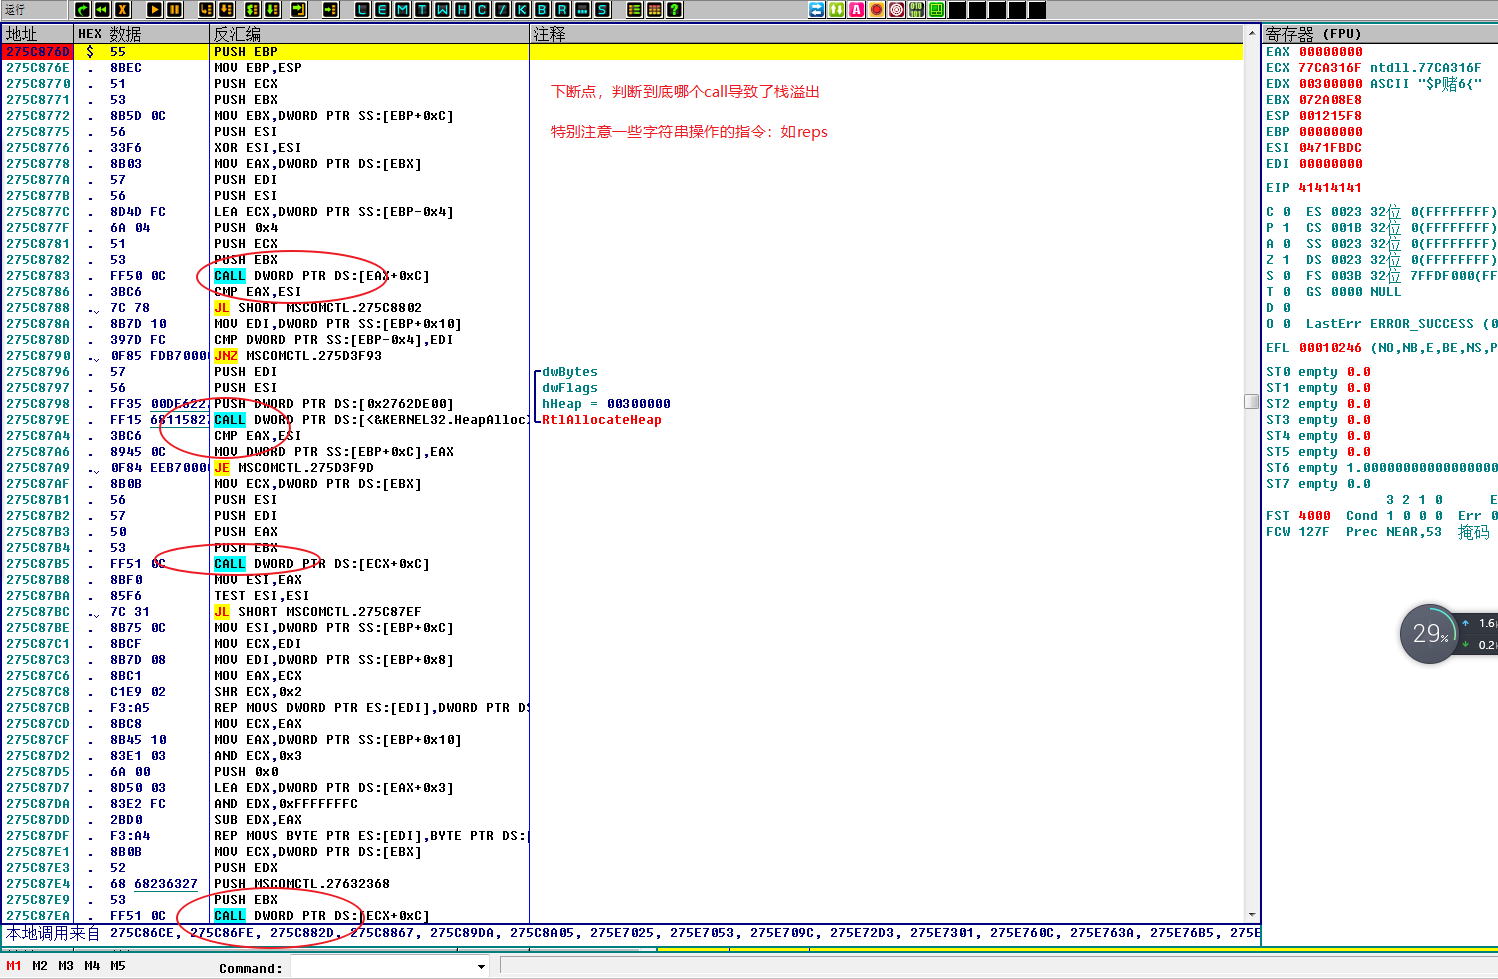 运行
L E M T W H C / K B R ... S
地址 HEX 数据 反汇编 注释 寄存器 (FPU)
275C876D $ 55 PUSH EBP
275C876E . 8BEC MOV EBP,ESP
275C8770 . 51 PUSH ECX
275C8771 . 53 PUSH EBX
275C8772 . 8B5D 0C MOV EBX,DWORD PTR SS:[EBP+0xC]
275C8775 . 56 PUSH ESI
275C8776 . 33F6 XOR ESI,ESI
275C8778 . 8B03 MOV EAX,DWORD PTR DS:[EBX]
275C877A . 57 PUSH EDI
275C877B . 56 PUSH ESI
275C877C . 8D4D FC LEA ECX,DWORD PTR SS:[EBP-0x4]
275C877F . 6A 04 PUSH 0x4
275C8781 . 51 PUSH ECX
275C8782 . 53 PUSH EBX
275C8783 . FF50 0C CALL DWORD PTR DS:[EAX+0xC]
275C8786 . 3BC6 CMP EAX,ESI
275C8788 . 7C 78 JL SHORT MSCOMCTL.275C8802
275C878A . 8B7D 10 MOV EDI,DWORD PTR SS:[EBP+0x10]
275C878D . 397D FC CMP DWORD PTR SS:[EBP-0x4],EDI
275C8790 . 0F85 FDB7000 JNZ MSCOMCTL.275D3F93
275C8796 . 57 PUSH EDI dwBytes
275C8797 . 56 PUSH ESI dwFlags
275C8798 . FF35 00DE622 PUSH DWORD PTR DS:[0x2762DE00] hHeap = 00300000
275C879E . FF15 6811582 CALL DWORD PTR DS:[<&KERNEL32.HeapAlloc RtlAllocateHeap
275C87A4 . 3BC6 CMP EAX,ESI
275C87A6 . 8945 0C MOV DWORD PTR SS:[EBP+0xC],EAX
275C87A9 . 0F84 EEB7000 JE MSCOMCTL.275D3F9D
275C87AF . 8B0B MOV ECX,DWORD PTR DS:[EBX]
275C87B1 . 56 PUSH ESI
275C87B2 . 57 PUSH EDI
275C87B3 . 50 PUSH EAX
275C87B4 . 53 PUSH EBX
275C87B5 . FF51 0C CALL DWORD PTR DS:[ECX+0xC]
275C87B8 . 8BF0 MOV ESI,EAX
275C87BA . 85F6 TEST ESI,ESI
275C87BC . 7C 31 JL SHORT MSCOMCTL.275C87EF
275C87BE . 8B75 0C MOV ESI,DWORD PTR SS:[EBP+0xC]
275C87C1 . 8BCF MOV ECX,EDI
275C87C3 . 8B7D 08 MOV EDI,DWORD PTR SS:[EBP+0x8]
275C87C6 . 8BC1 MOV EAX,ECX
275C87C8 . C1E9 02 SHR ECX,0x2
275C87CB . F3:A5 REP MOVS DWORD PTR ES:[EDI],DWORD PTR D
275C87CD . 8BC8 MOV ECX,EAX
275C87CF . 8B45 10 MOV EAX,DWORD PTR SS:[EBP+0x10]
275C87D2 . 83E1 03 AND ECX,0x3
275C87D5 . 6A 00 PUSH 0x0
275C87D7 . 8D50 03 LEA EDX,DWORD PTR DS:[EAX+0x3]
275C87DA . 83E2 FC AND EDX,0xFFFFFFFC
275C87DD . 2BD0 SUB EDX,EAX
275C87DF . F3:A4 REP MOVS BYTE PTR ES:[EDI],BYTE PTR DS:
275C87E1 . 8B0B MOV ECX,DWORD PTR DS:[EBX]
275C87E3 . 52 PUSH EDX
275C87E4 . 68 68236327 PUSH MSCOMCTL.27632368
275C87E9 . 53 PUSH EBX
275C87EA . FF51 0C CALL DWORD PTR DS:[ECX+0xC]
下断点，判断到底哪个call导致了栈溢出
特别注意一些字符串操作的指令：如reps
EAX 00000000
ECX 77CA316F ntdll.77CA316F
EDX 00300000 ASCII "$P赌6{"
EBX 072A08E8
ESP 001215F8
EBP 00000000
ESI 0471FBDC
EDI 00000000
EIP 41414141
C 0 ES 0023 32位 0(FFFFFFFF)
P 1 CS 001B 32位 0(FFFFFFFF)
A 0 SS 0023 32位 0(FFFFFFFF)
Z 1 DS 0023 32位 0(FFFFFFFF)
S 0 FS 003B 32位 7FFDF000(FF
T 0 GS 0000 NULL
D 0
O 0 LastErr ERROR_SUCCESS (0
EFL 00010246 (NO,NB,E,BE,NS,P
ST0 empty 0.0
ST1 empty 0.0
ST2 empty 0.0
ST3 empty 0.0
ST4 empty 0.0
ST5 empty 0.0
ST6 empty 1.0000000000000000
ST7 empty 0.0
3 2 1 0 E
FST 4000 Cond 1 0 0 0 Err 0
FCW 127F Prec NEAR,53 掩码
29%
1.6
0.2
本地调用来自 275C86CE, 275C86FE, 275C882D, 275C8867, 275C89DA, 275C8A05, 275E7025, 275E7053, 275E709C, 275E72D3, 275E7301, 275E760C, 275E763A, 275E76B5, 275E
M1 M2 M3 M4 M5 Command: